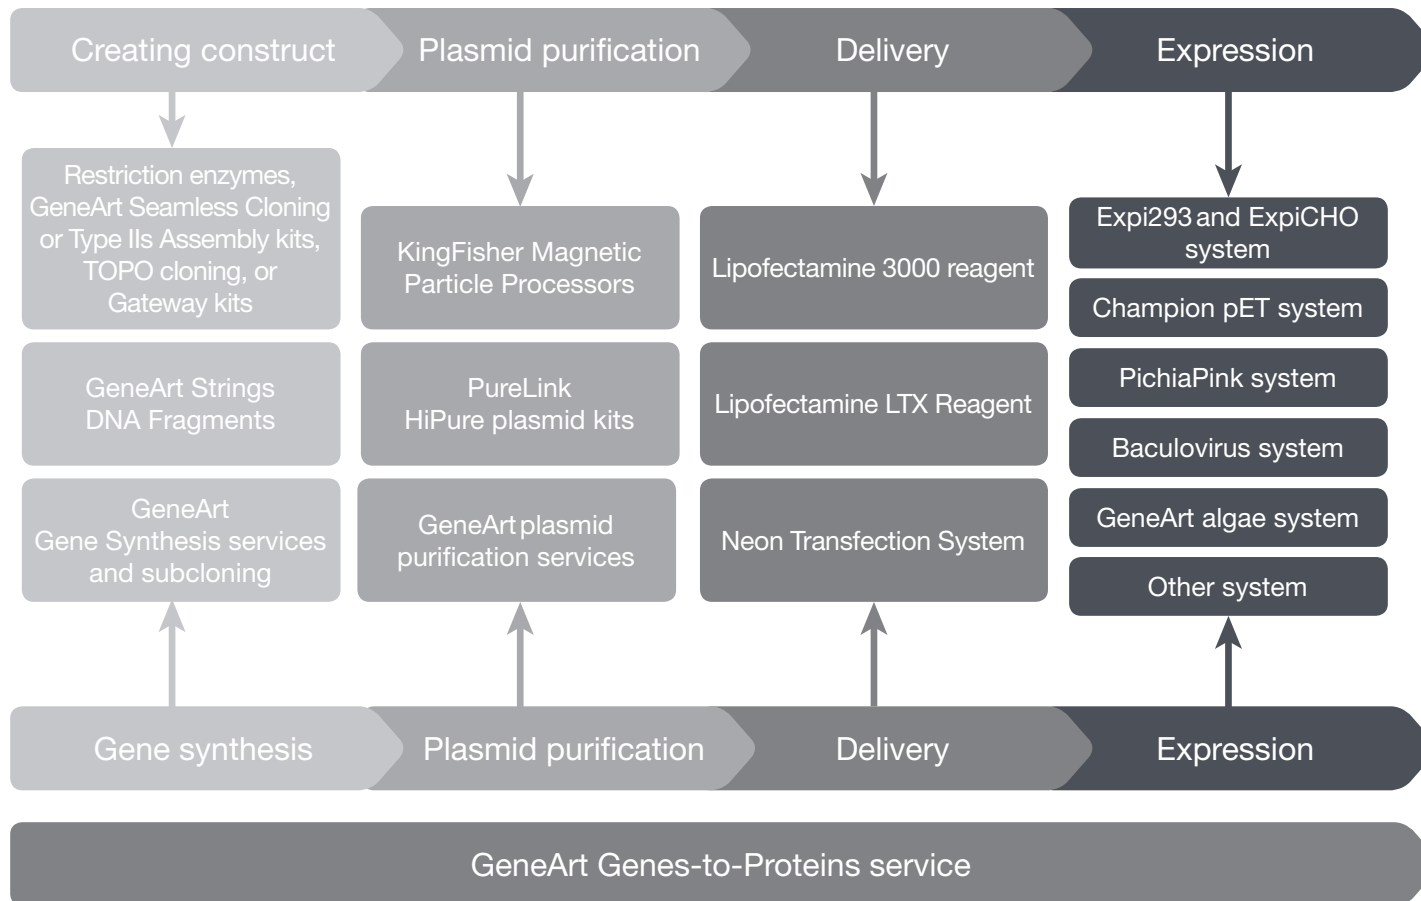 Creating construct
Plasmid purification
Delivery
Expression
Restriction enzymes,
GeneArt Seamless Cloning
or Type IIs Assembly kits,
TOPO cloning, or
Gateway kits
GeneArt Strings
DNA Fragments
GeneArt
Gene Synthesis services
and subcloning
KingFisher Magnetic
Particle Processors
PureLink
HiPure plasmid kits
GeneArt plasmid
purification services
Lipofectamine 3000 reagent
Lipofectamine LTX Reagent
Neon Transfection System
Expi293 and ExpiCHO
system
Champion pET system
PichiaPink system
Baculovirus system
GeneArt algae system
Other system
Gene synthesis
Plasmid purification
Delivery
Expression
GeneArt Genes-to-Proteins service